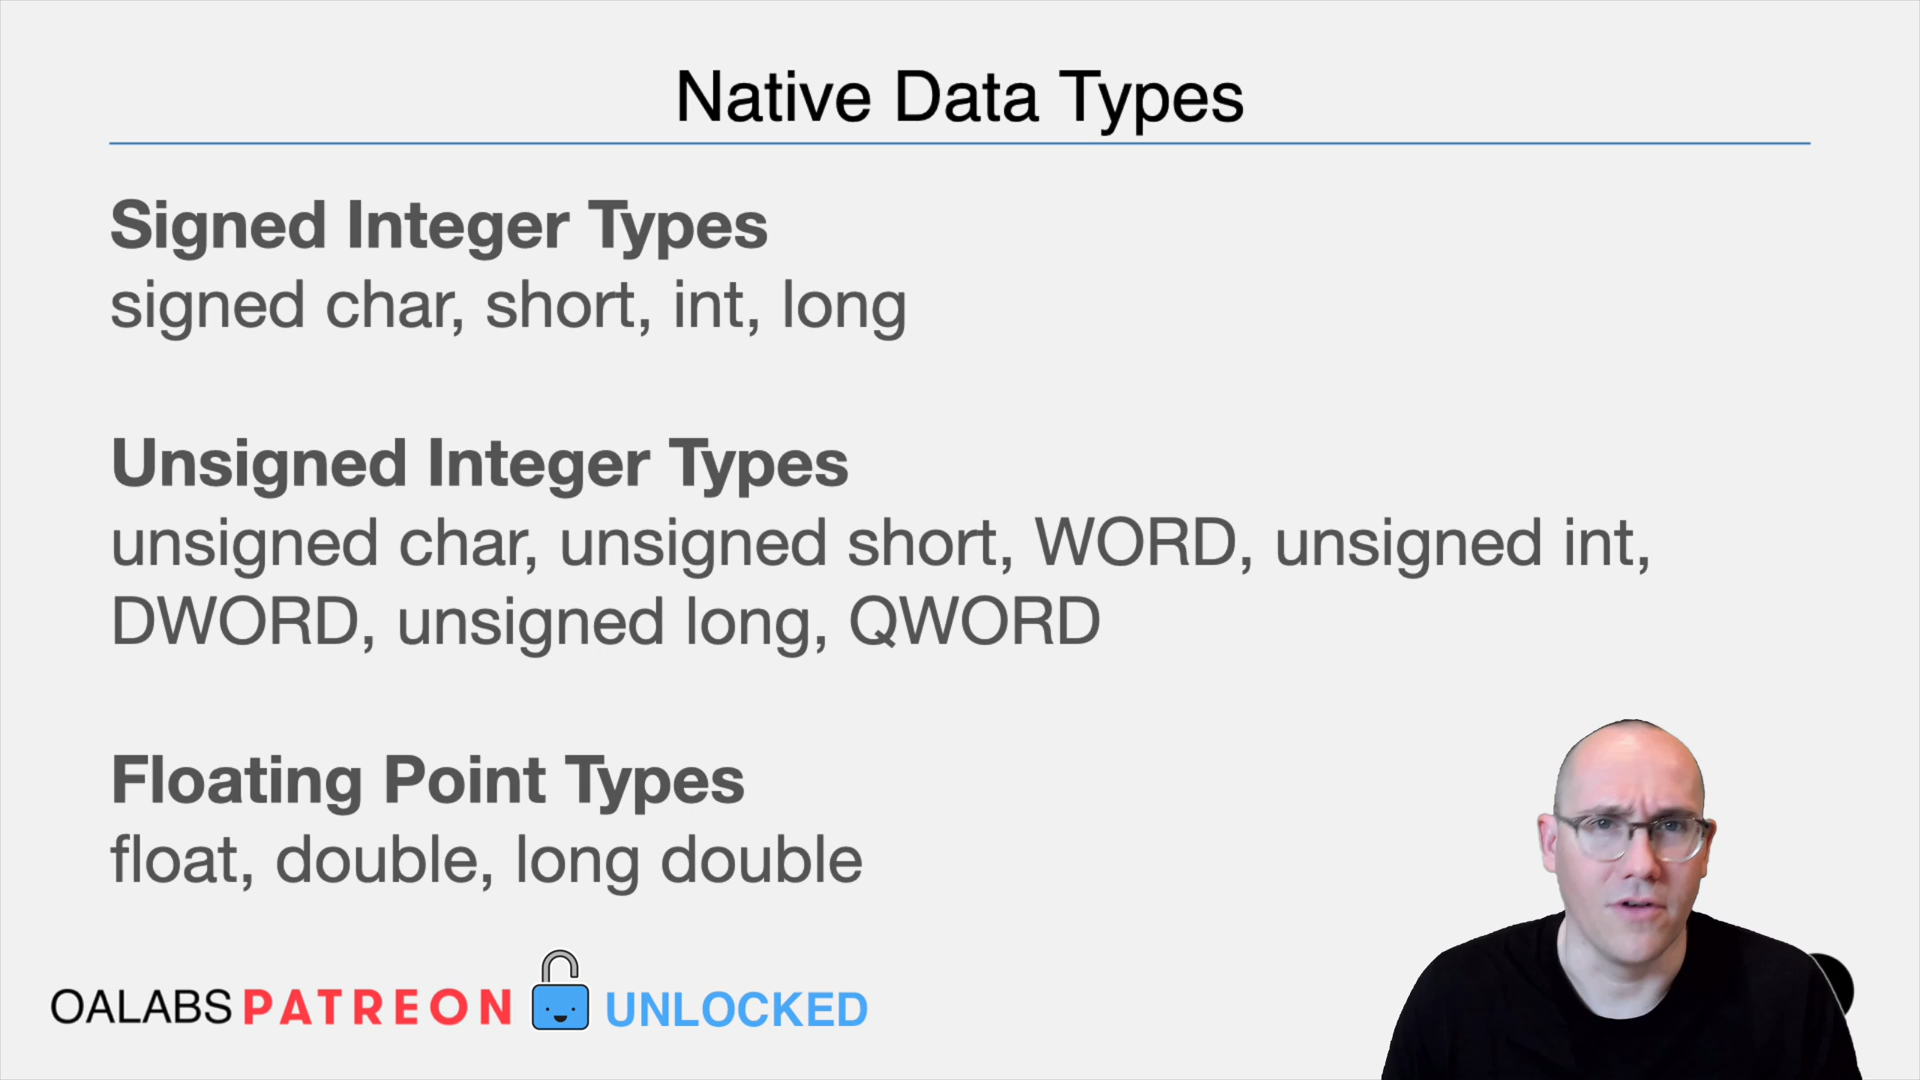 Native Data Types
Signed Integer Types
signed char, short, int, long
Unsigned Integer Types
unsigned char, unsigned short, WORD, unsigned int,
DWORD, unsigned long, QWORD
Floating Point Types
float, double, long double
OALABS PATREON UNLOCKED